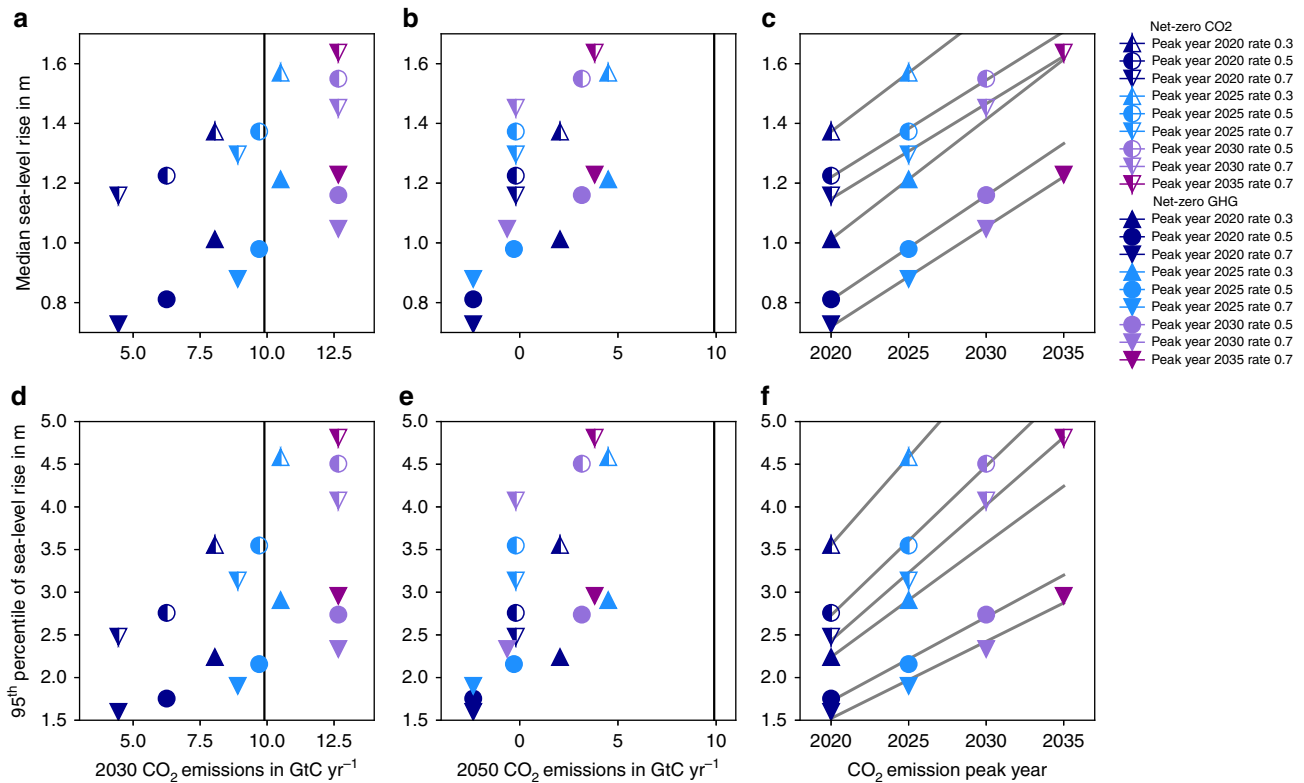 a
b
c
Net-zero CO2
Peak year 2020 rate 0.3
Peak year 2020 rate 0.5
Peak year 2020 rate 0.7
Peak year 2025 rate 0.3
Peak year 2025 rate 0.5
Peak year 2025 rate 0.7
Peak year 2030 rate 0.5
Peak year 2030 rate 0.7
Peak year 2035 rate 0.7
Net-zero GHG
Peak year 2020 rate 0.3
Peak year 2020 rate 0.5
Peak year 2020 rate 0.7
Peak year 2025 rate 0.3
Peak year 2025 rate 0.5
Peak year 2025 rate 0.7
Peak year 2030 rate 0.5
Peak year 2030 rate 0.7
Peak year 2035 rate 0.7
Median sea-level rise in m
1.6
1.4
1.2
1.0
0.8
5.0 7.5 10.0 12.5
0 5 10
2020 2025 2030 2035
d
e
f
95th percentile of sea-level rise in m
5.0
4.5
4.0
3.5
3.0
2.5
2.0
1.5
5.0 7.5 10.0 12.5
0 5 10
2020 2025 2030 2035
2030 CO₂ emissions in GtC yr⁻¹
2050 CO₂ emissions in GtC yr⁻¹
CO₂ emission peak year